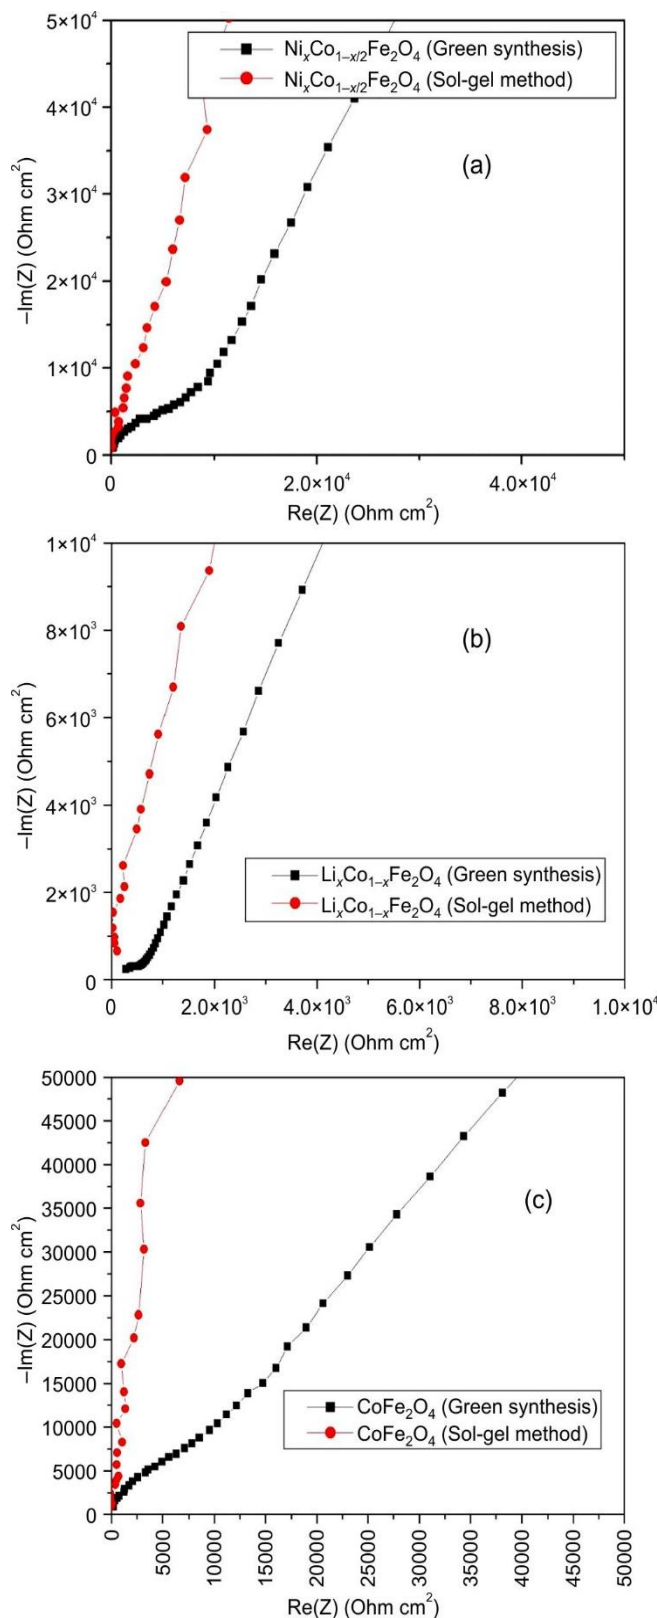 5×10⁴
4×10⁴
3×10⁴
2×10⁴
1×10⁴
0
−Im(Z) (Ohm cm²)
NiₓCo₁₋ₓ/₂Fe₂O₄ (Green synthesis)
NiₓCo₁₋ₓ/₂Fe₂O₄ (Sol-gel method)
(a)
0
2.0×10⁴
4.0×10⁴
Re(Z) (Ohm cm²)
1×10⁴
8×10³
6×10³
4×10³
2×10³
0
−Im(Z) (Ohm cm²)
(b)
LiₓCo₁₋ₓFe₂O₄ (Green synthesis)
LiₓCo₁₋ₓFe₂O₄ (Sol-gel method)
0
2.0×10³
4.0×10³
6.0×10³
8.0×10³
1.0×10⁴
Re(Z) (Ohm cm²)
50000
45000
40000
35000
30000
25000
20000
15000
10000
5000
0
−Im(Z) (Ohm cm²)
(c)
CoFe₂O₄ (Green synthesis)
CoFe₂O₄ (Sol-gel method)
0
5000
10000
15000
20000
25000
30000
35000
40000
45000
50000
Re(Z) (Ohm cm²)